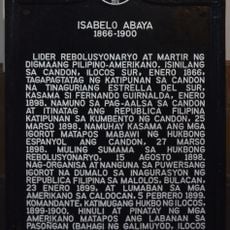 ISABELO ABAYA
1866-1900
LIDER REBOLUSYONARYO AT MARTIR NG
DIGMAANG PILIPINO-AMERIKANO, ISINILANG
SA CANDON, ILOCOS SUR, ENERO 1866.
TAGAPAGTATAG NG KATIPUNAN SA CANDON
NA TINAGURIANG ESTRELLA DEL SUR,
KASAMA SI FERNANDO GUIRNALDA, ENERO
1898. NAMUNO SA PAG-AALSA SA CANDON
AT ITINATAG ANG REPUBLICA FILIPINA
KATIPUNAN SA KUMBENTO NG CANDON, 25
MARSO 1898. NAMUHAY KASAMA ANG MGA
IGOROT MATAPOS MABAWI NG HUKBONG
ESPANYOL ANG CANDON, 27 MARSO
1898. MULING SUMAMA SA HUKBONG
REBOLUSYONARYO, 15 AGOSTO 1898.
NAG-ORGANISA AT NANGUNA SA PUWERSANG
IGOROT NA DUMALO SA INAGURASYON NG
REPUBLICA FILIPINA SA MALOLOS, BULACAN,
23 ENERO 1899, AT LUMABAN SA MGA
AMERIKANO SA CALOOCAN, 5 PEBRERO 1899.
KOMANDANTE, KATIMUGANG HUKBO NG ILOCOS,
1899-1900. HINULI AT PINATAY NG MGA
AMERIKANO MATAPOS ANG LABANAN SA
PASOÑGAN (BAHAGI NG GALIMUYOD, ILOCOS